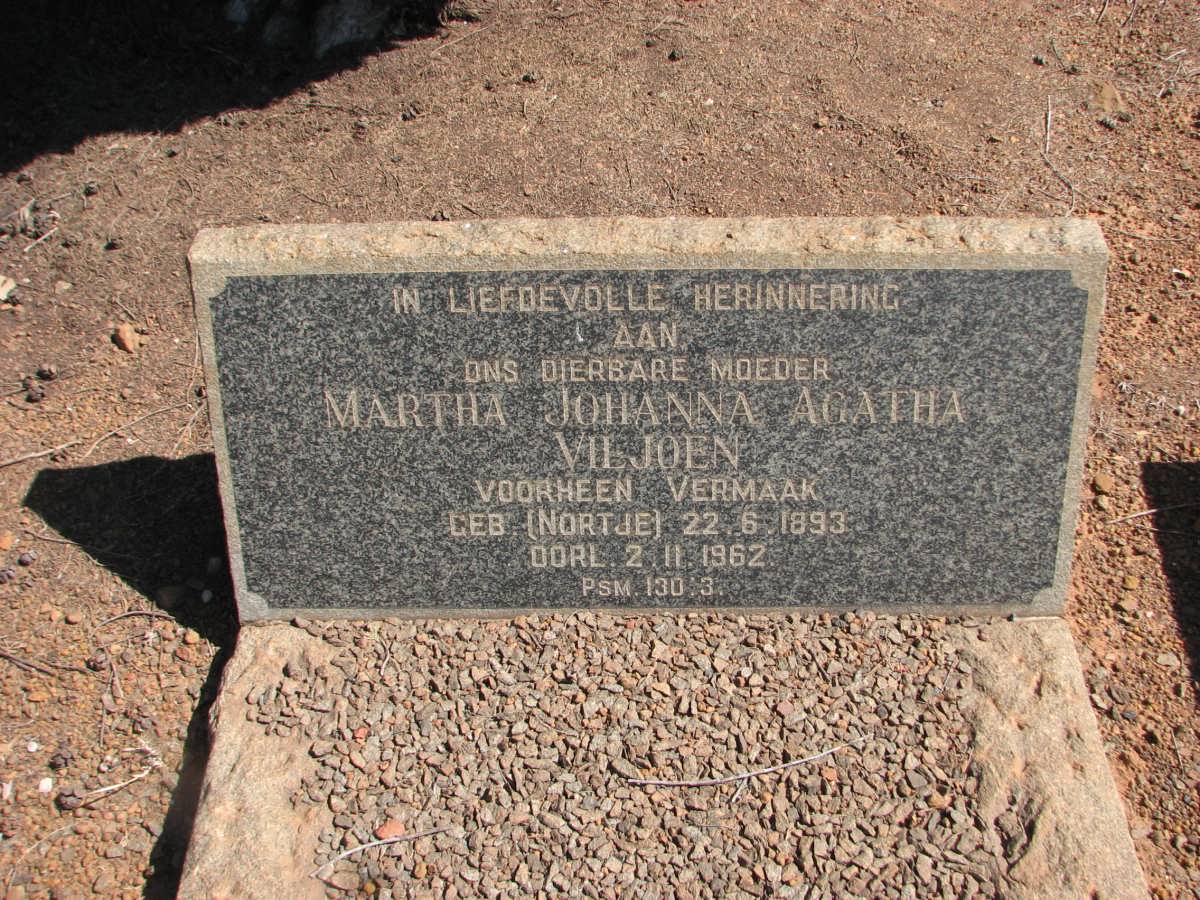 IN LIEFDEVOLLE HERINNERING
AAN
ONS DIERBARE MOEDER
MARTHA JOHANNA AGATHA
VILJOEN
VOORHEEN VERMAAK
GEB (NORTJE) 22.6.1893
OORL. 2.11.1962
PSM. 130:3.